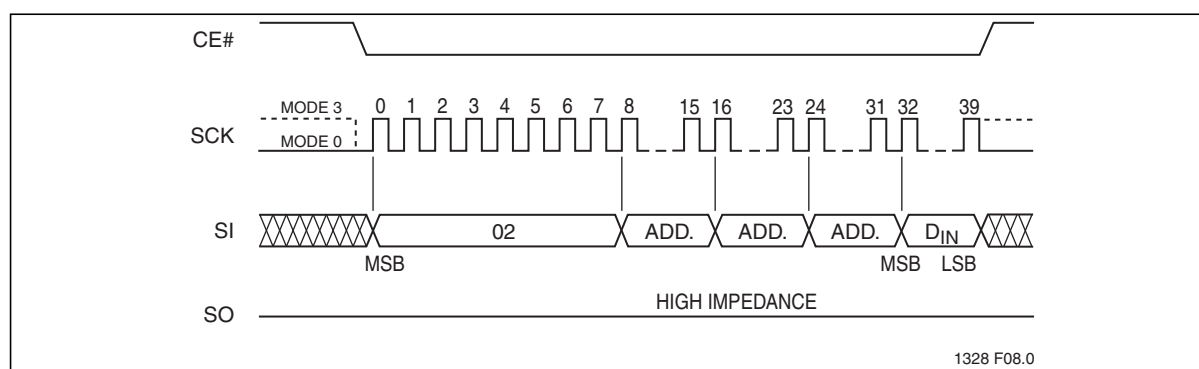 CE#
MODE 3
0 1 2 3 4 5 6 7 8 15 16 23 24 31 32 39
SCK
MODE 0
SI
02 ADD. ADD. ADD. DIN
MSB MSB LSB
HIGH IMPEDANCE
SO
1328 F08.0